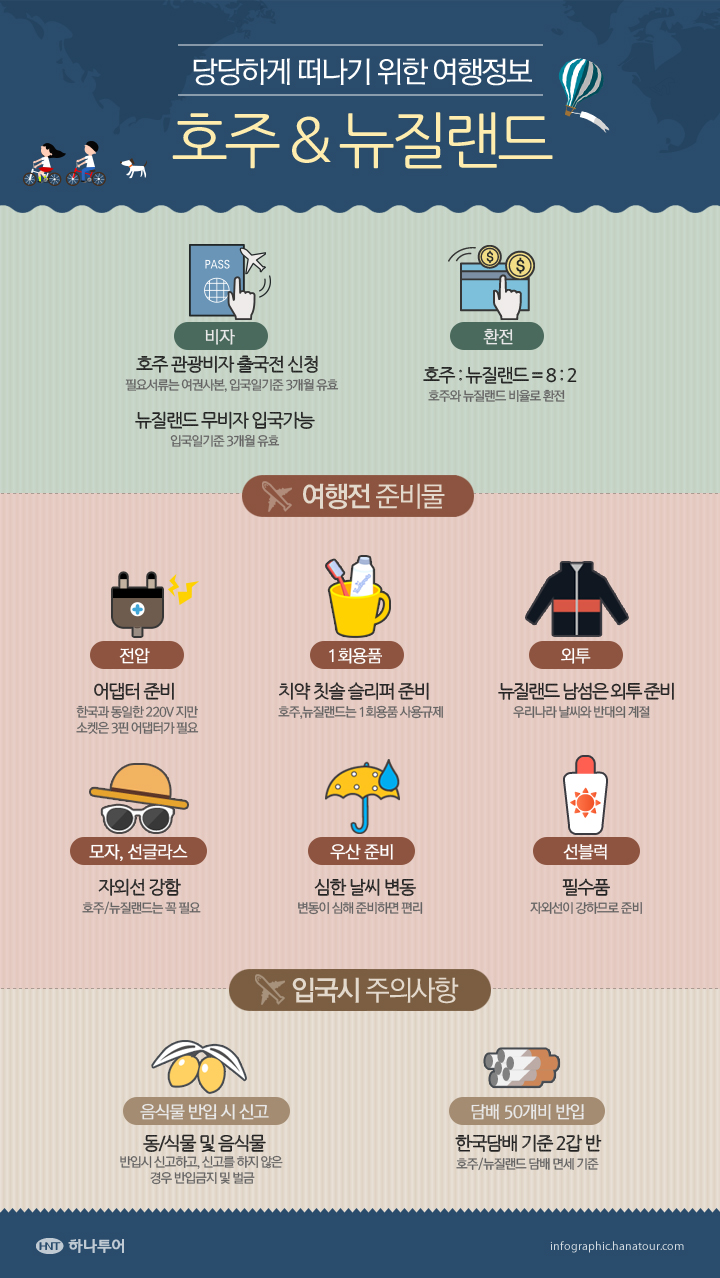 당당하게 떠나기 위한 여행정보
호주 & 뉴질랜드
PASS
비자
호주 관광비자 출국전 신청
필요서류는 여권사본, 입국일기준 3개월 유효
뉴질랜드 무비자 입국가능
입국일기준 3개월 유효
$ $
환전
호주 : 뉴질랜드 = 8 : 2
호주와 뉴질랜드 비율로 환전
여행전 준비물
전압
어댑터 준비
한국과 동일한 220V 지만
소켓은 3핀 어댑터가 필요
1회용품
치약 칫솔 슬리퍼 준비
호주,뉴질랜드는 1회용품 사용규제
외투
뉴질랜드 남섬은 외투 준비
우리나라 날씨와 반대의 계절
모자, 선글라스
자외선 강함
호주/뉴질랜드는 꼭 필요
우산 준비
심한 날씨 변동
변동이 심해 준비하면 편리
선블럭
필수품
자외선이 강하므로 준비
입국시 주의사항
음식물 반입 시 신고
동/식물 및 음식물
반입시 신고하고, 신고를 하지 않은
경우 반입금지 및 벌금
담배 50개비 반입
한국담배 기준 2갑 반
호주/뉴질랜드 담배 면세 기준
HNT 하나투어
infographic.hanatour.com